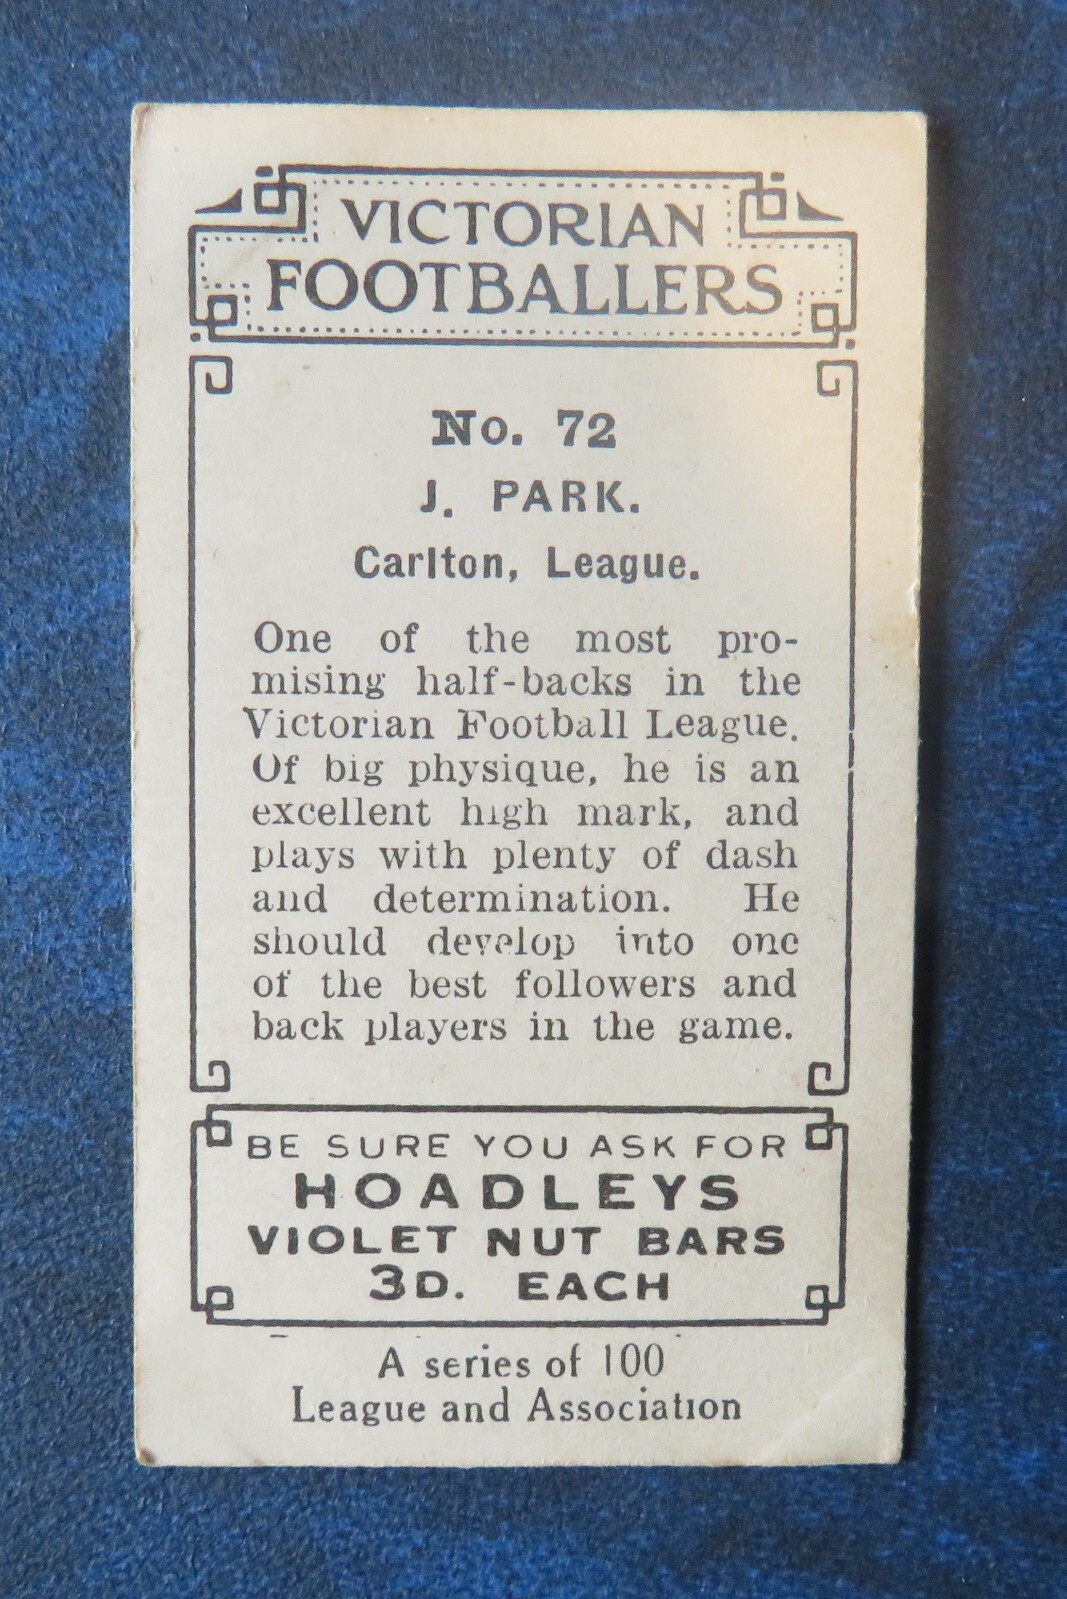 VICTORIAN
FOOTBALLERS
No. 72
J. PARK.
Carlton, League.
One of the most pro-
mising half-backs in the
Victorian Football League.
Of big physique, he is an
excellent high mark, and
plays with plenty of dash
and determination. He
should develop into one
of the best followers and
back players in the game.
BE SURE YOU ASK FOR
HOADLEYS
VIOLET NUT BARS
3D. EACH
A series of 100
League and Association